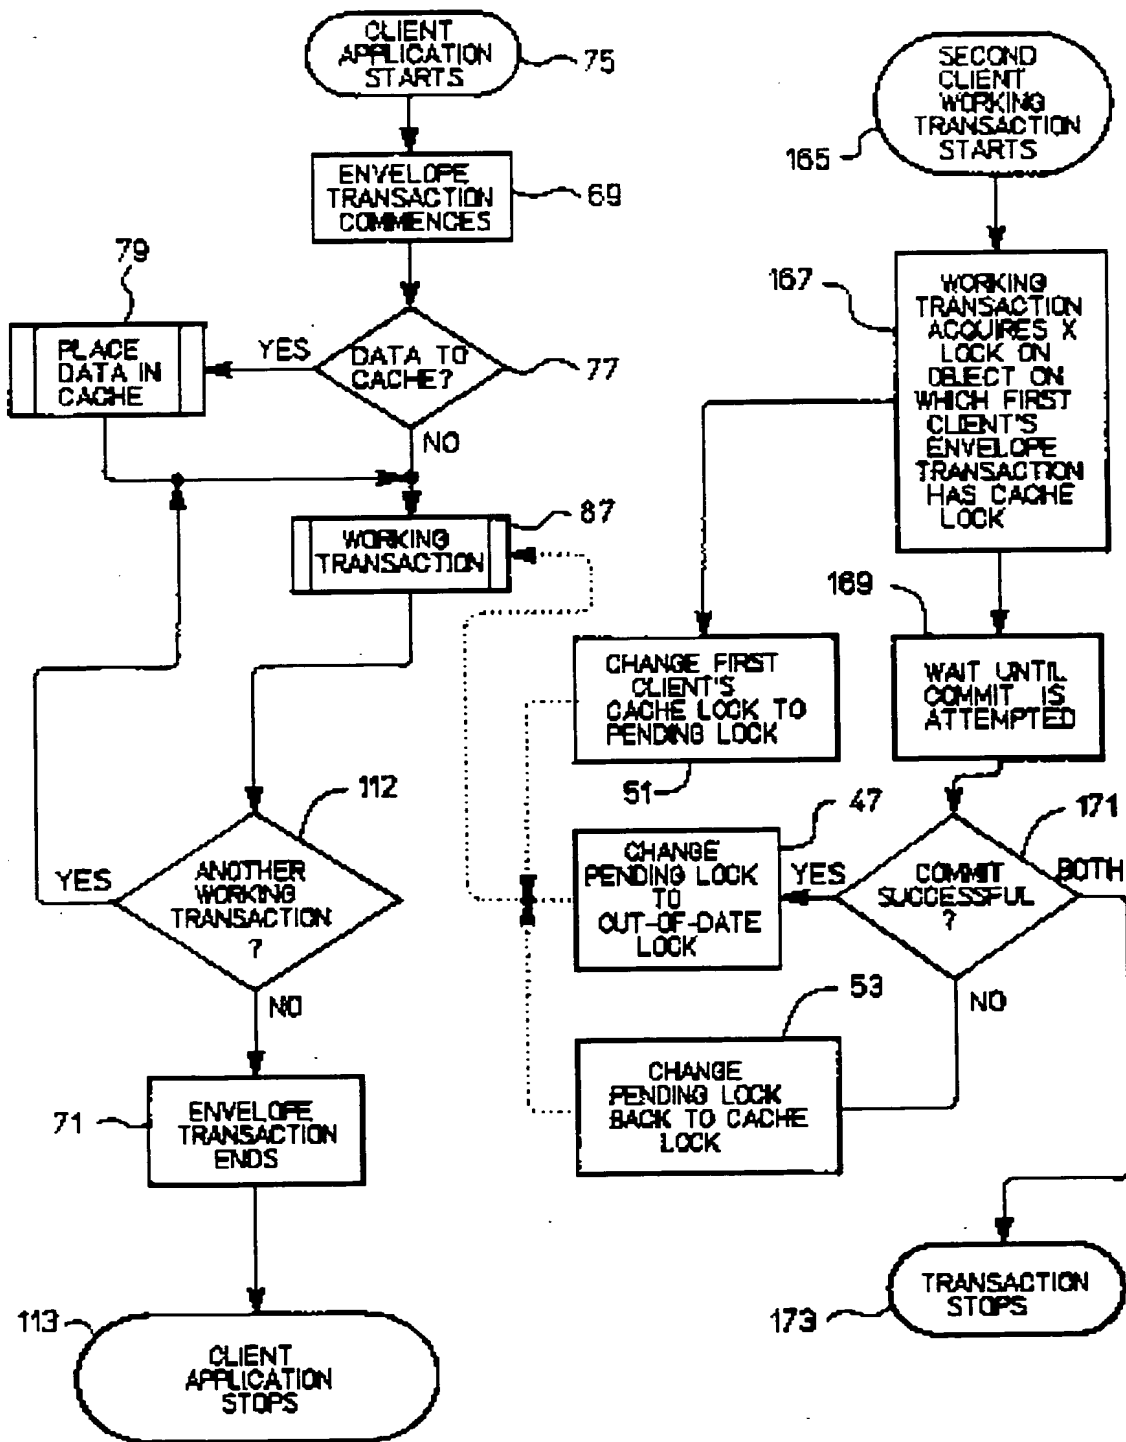 CLIENT
APPLICATION
STARTS
75
ENVELOPE
TRANSACTION
COMMENCES
69
79
PLACE
DATA IN
CACHE
YES
DATA TO
CACHE?
77
NO
WORKING
TRANSACTION
87
112
YES
ANOTHER
WORKING
TRANSACTION
?
NO
71
ENVELOPE
TRANSACTION
ENDS
113
CLIENT
APPLICATION
STOPS
SECOND
CLIENT
WORKING
TRANSACTION
STARTS
165
167
WORKING
TRANSACTION
ACQUIRES X
LOCK ON
OBJECT ON
WHICH FIRST
CLIENT'S
ENVELOPE
TRANSACTION
HAS CACHE
LOCK
169
WAIT UNTIL
COMMIT IS
ATTEMPTED
CHANGE FIRST
CLIENT'S
CACHE LOCK TO
PENDING LOCK
51
47
CHANGE
PENDING LOCK
TO
OUT-OF-DATE
LOCK
YES
COMMIT
SUCCESSFUL
?
171
BOTH
NO
53
CHANGE
PENDING LOCK
BACK TO CACHE
LOCK
TRANSACTION
STOPS
173